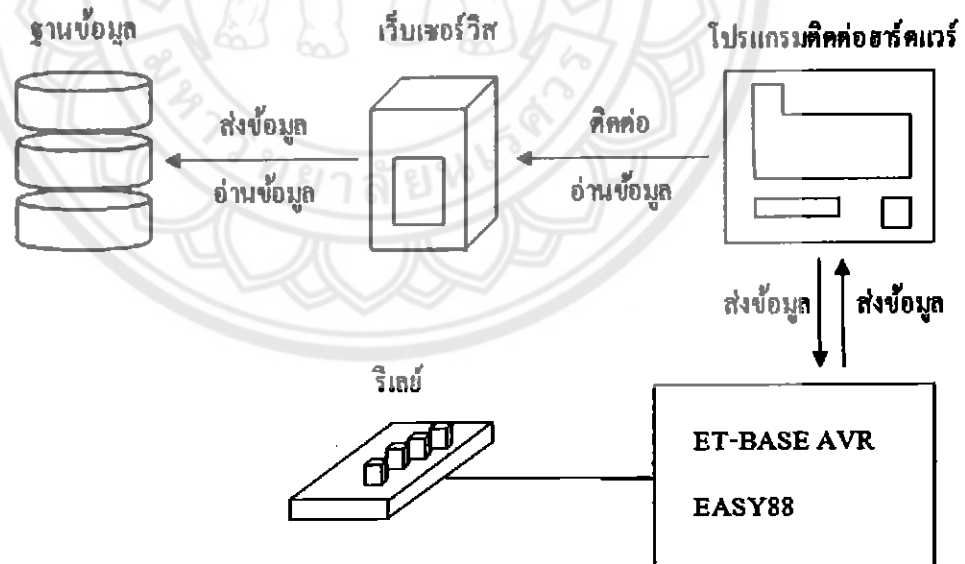 ฐานข้อมูล
เว็บเซอร์วิส
โปรแกรมติดต่อฮาร์ดแวร์
ส่งข้อมูล
อ่านข้อมูล
ติดต่อ
อ่านข้อมูล
ส่งข้อมูล
ส่งข้อมูล
รีเลย์
ET-BASE AVR
EASY88